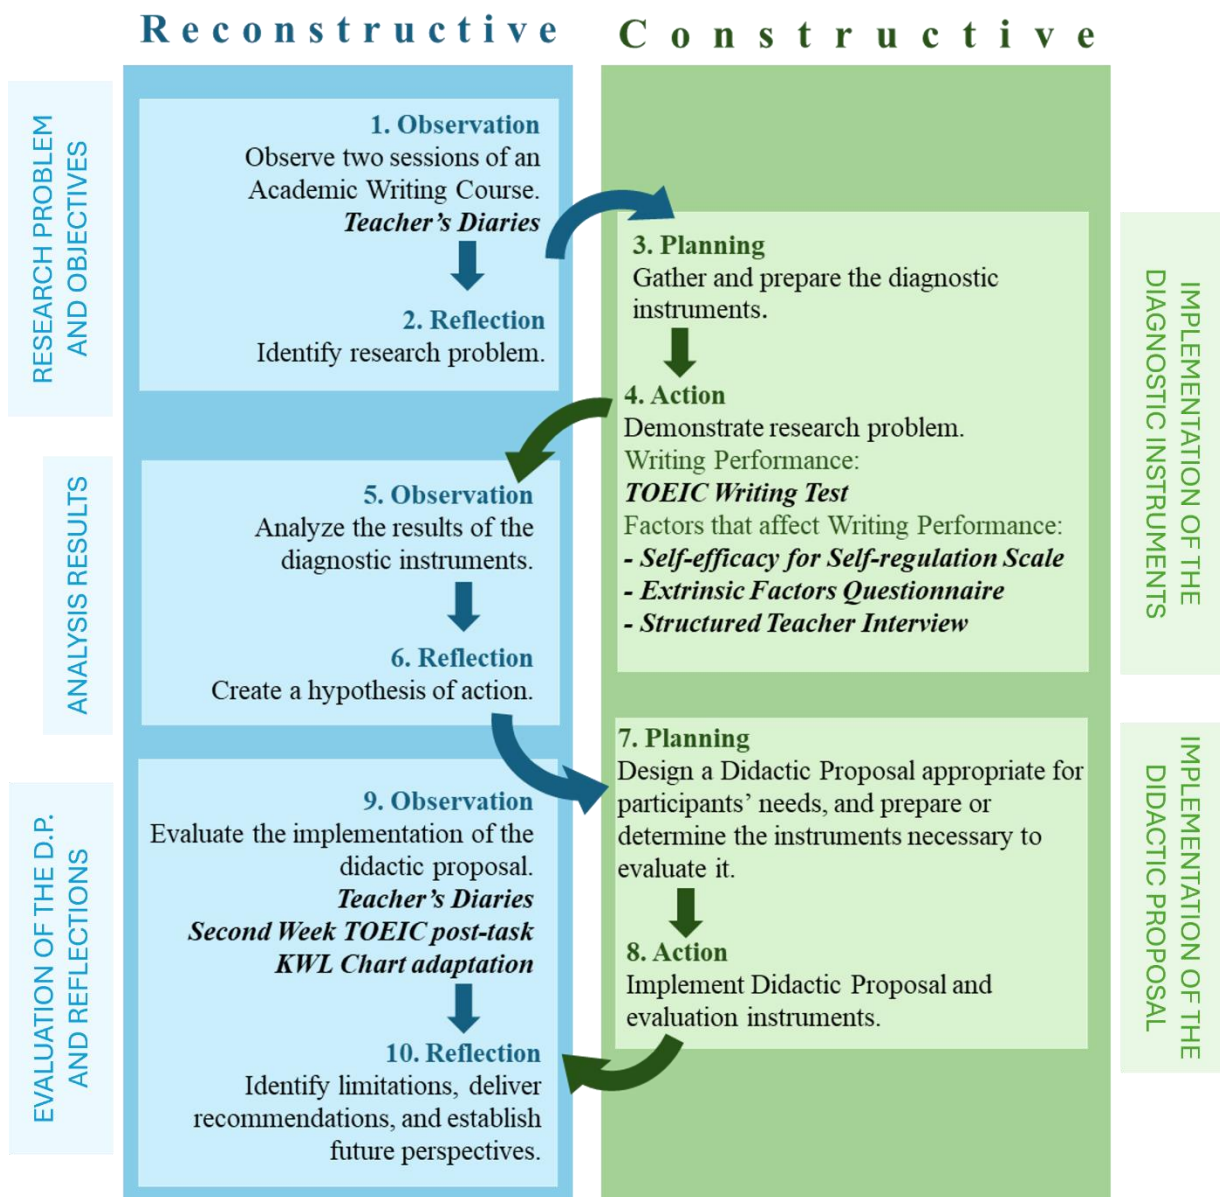 Reconstructive
Constructive
RESEARCH PROBLEM
AND OBJECTIVES
1. Observation
Observe two sessions of an
Academic Writing Course.
Teacher’s Diaries
2. Reflection
Identify research problem.
3. Planning
Gather and prepare the diagnostic
instruments.
4. Action
Demonstrate research problem.
Writing Performance:
TOEIC Writing Test
Factors that affect Writing Performance:
- Self-efficacy for Self-regulation Scale
- Extrinsic Factors Questionnaire
- Structured Teacher Interview
IMPLEMENTATION OF THE
DIAGNOSTIC INSTRUMENTS
ANALYSIS RESULTS
5. Observation
Analyze the results of the
diagnostic instruments.
6. Reflection
Create a hypothesis of action.
7. Planning
Design a Didactic Proposal appropriate for
participants’ needs, and prepare or
determine the instruments necessary to
evaluate it.
8. Action
Implement Didactic Proposal and
evaluation instruments.
IMPLEMENTATION OF THE
DIDACTIC PROPOSAL
EVALUATION OF THE D.P.
AND REFLECTIONS
9. Observation
Evaluate the implementation of the
didactic proposal.
Teacher’s Diaries
Second Week TOEIC post-task
KWL Chart adaptation
10. Reflection
Identify limitations, deliver
recommendations, and establish
future perspectives.